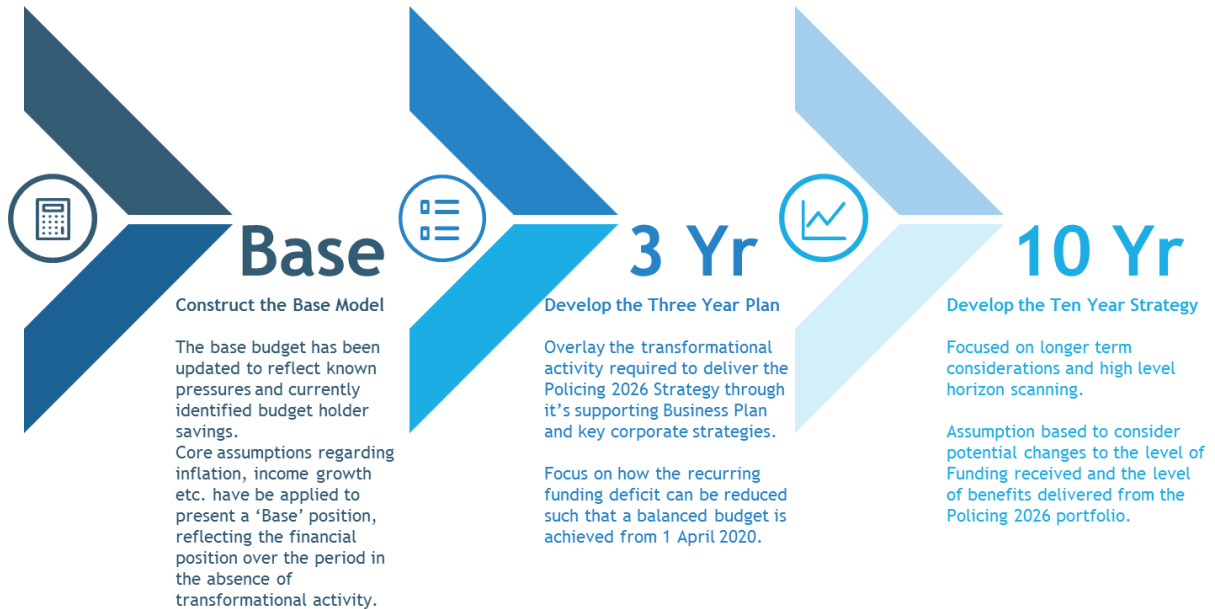 Base
Construct the Base Model
The base budget has been
updated to reflect known
pressures and currently
identified budget holder
savings.
Core assumptions regarding
inflation, income growth
etc. have be applied to
present a ‘Base’ position,
reflecting the financial
position over the period in
the absence of
transformational activity.
3 Yr
Develop the Three Year Plan
Overlay the transformational
activity required to deliver the
Policing 2026 Strategy through
it’s supporting Business Plan
and key corporate strategies.
Focus on how the recurring
funding deficit can be reduced
such that a balanced budget is
achieved from 1 April 2020.
10 Yr
Develop the Ten Year Strategy
Focused on longer term
considerations and high level
horizon scanning.
Assumption based to consider
potential changes to the level of
Funding received and the level
of benefits delivered from the
Policing 2026 portfolio.